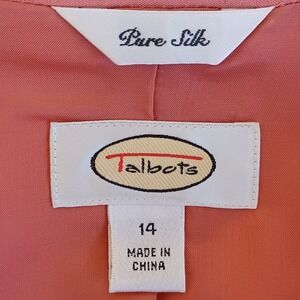 Pure Silk
Talbots
14
MADE IN
CHINA